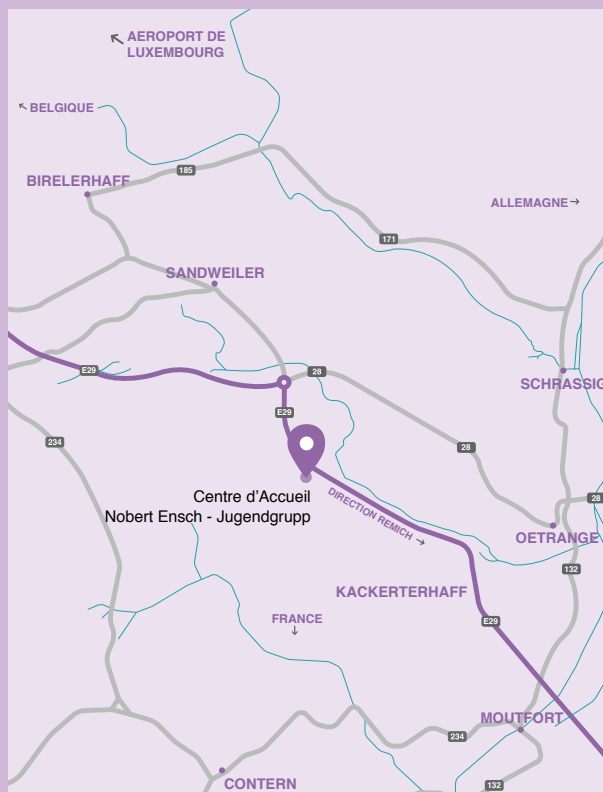 AEROPORT DE
LUXEMBOURG
BELGIQUE
185
BIRELERHAFF
ALLEMAGNE
171
SANDWEILER
E29
28
SCHRASSIG
E29
234
28
Centre d'Accueil
Nobert Ensch - Jugendgrupp
28
DIRECTION REMICH
OETRANGE
132
KACKERTERHAFF
FRANCE
E29
MOUTFORT
234
CONTERN
132